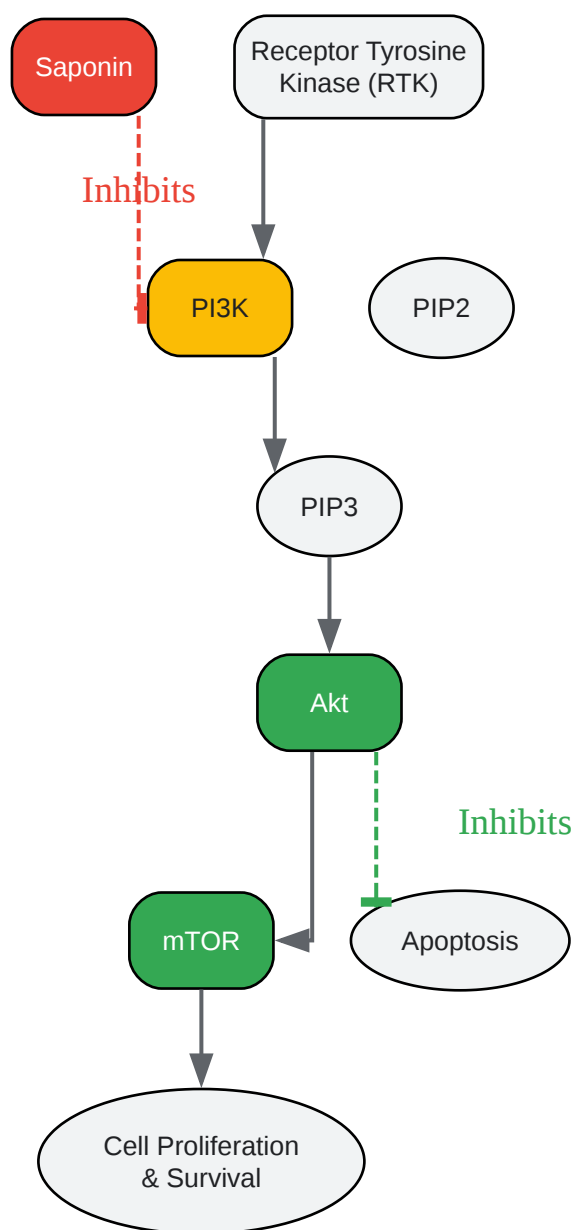 Saponin
Receptor Tyrosine
Kinase (RTK)
Inhibits
PI3K
PIP2
PIP3
Akt
Inhibits
mTOR
Apoptosis
Cell Proliferation
& Survival